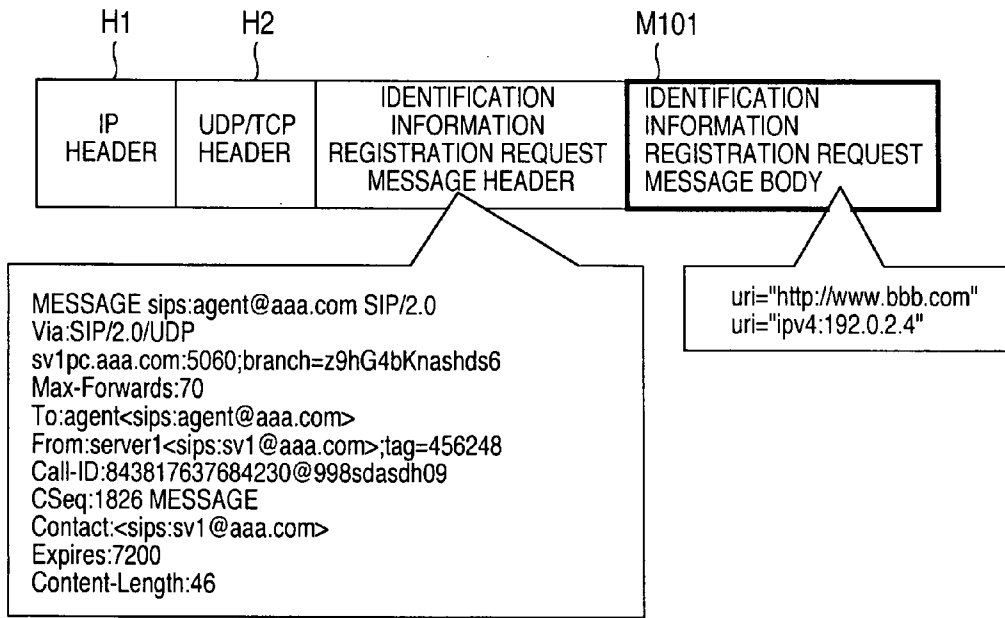 H1
H2
M101
IP
HEADER
UDP/TCP
HEADER
IDENTIFICATION
INFORMATION
REGISTRATION REQUEST
MESSAGE HEADER
IDENTIFICATION
INFORMATION
REGISTRATION REQUEST
MESSAGE BODY
MESSAGE sips:agent@aaa.com SIP/2.0
Via:SIP/2.0/UDP
sv1pc.aaa.com:5060;branch=z9hG4bKnashds6
Max-Forwards:70
To:agent<sips:agent@aaa.com>
From:server1<sips:sv1@aaa.com>;tag=456248
Call-ID:843817637684230@998sdasdh09
CSeq:1826 MESSAGE
Contact:<sips:sv1@aaa.com>
Expires:7200
Content-Length:46
uri="http://www.bbb.com"
uri="ipv4:192.0.2.4"